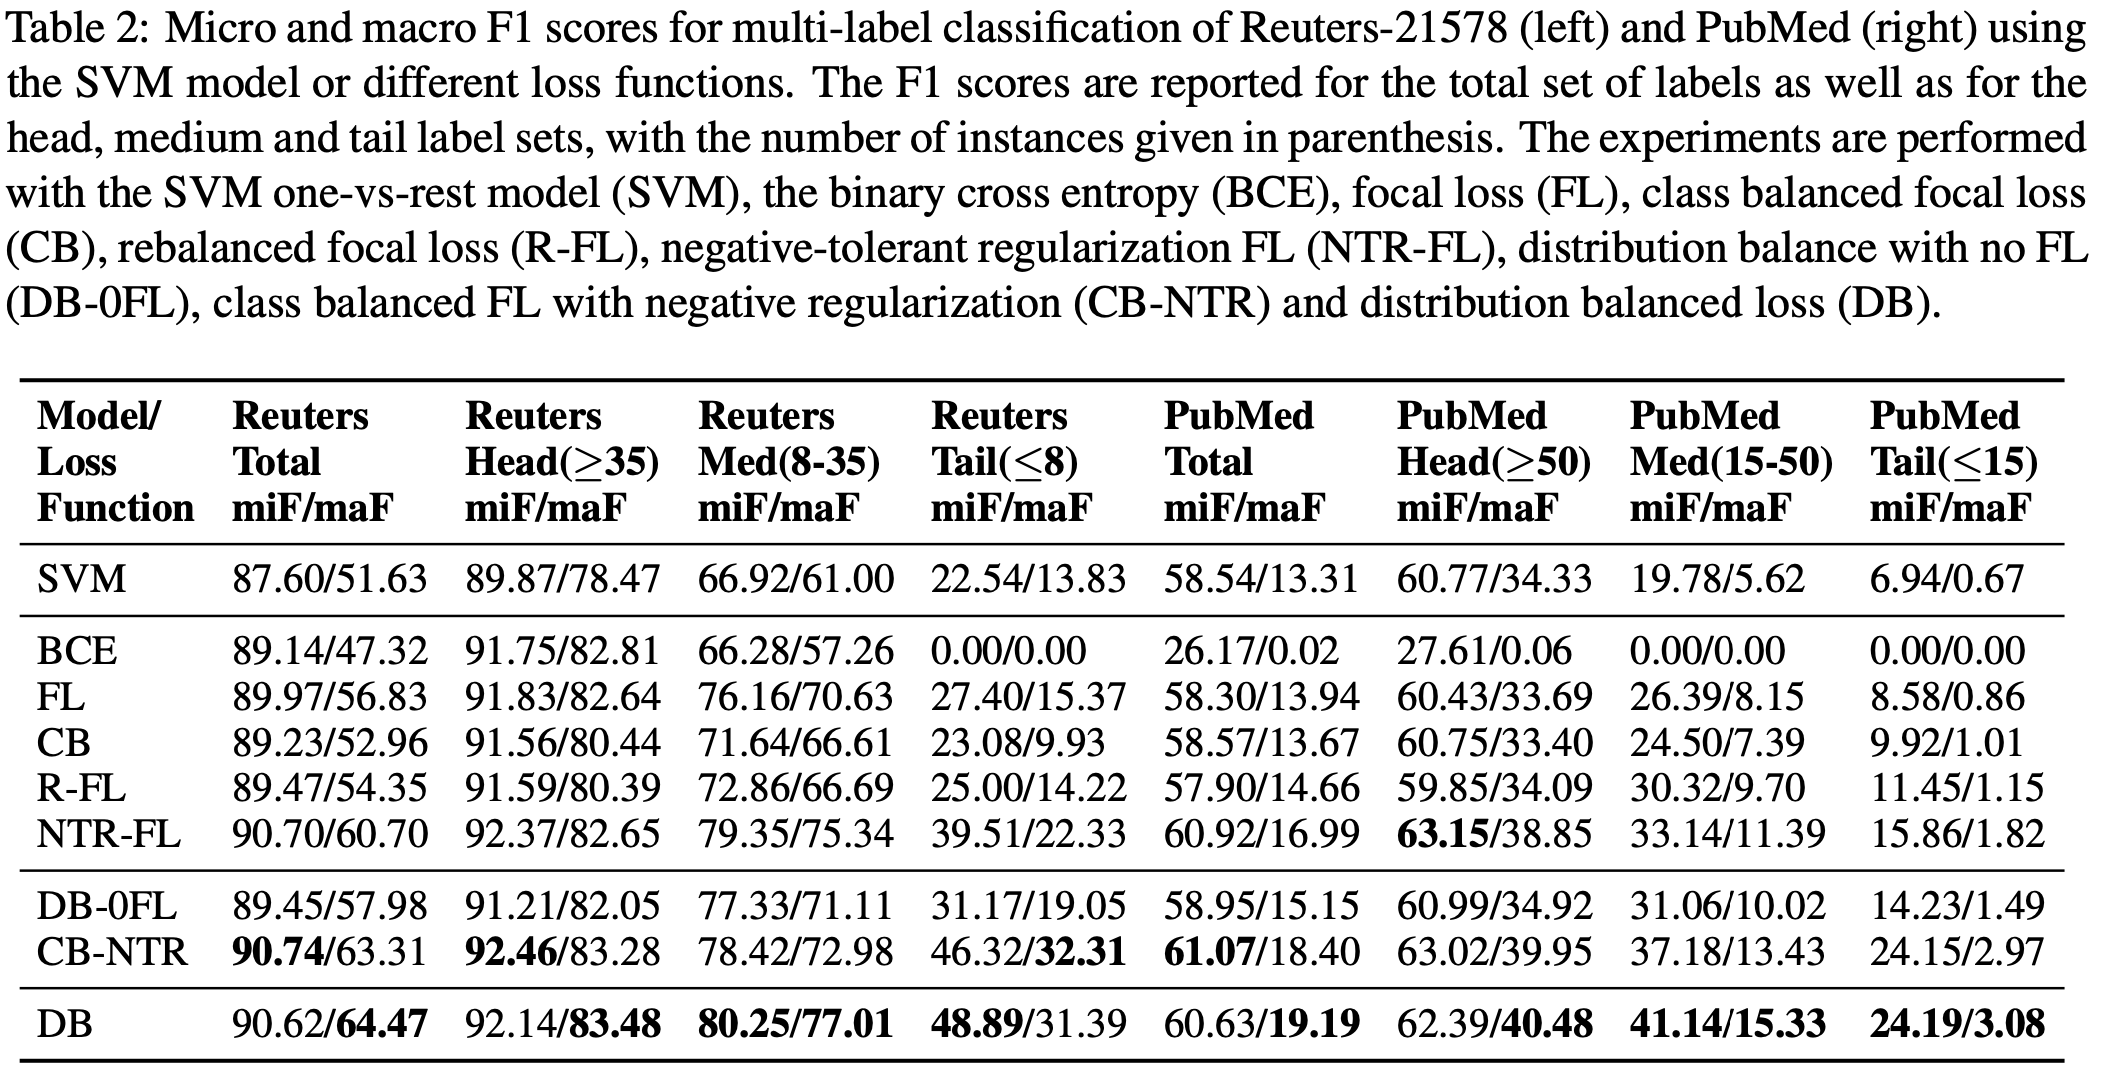 Table 2: Micro and macro F1 scores for multi-label classification of Reuters-21578 (left) and PubMed (right) using
the SVM model or different loss functions. The F1 scores are reported for the total set of labels as well as for the
head, medium and tail label sets, with the number of instances given in parenthesis. The experiments are performed
with the SVM one-vs-rest model (SVM), the binary cross entropy (BCE), focal loss (FL), class balanced focal loss
(CB), rebalanced focal loss (R-FL), negative-tolerant regularization FL (NTR-FL), distribution balance with no FL
(DB-0FL), class balanced FL with negative regularization (CB-NTR) and distribution balanced loss (DB).
Model/ Reuters Reuters Reuters Reuters PubMed PubMed PubMed PubMed
Loss Total Head(≥35) Med(8-35) Tail(≤8) Total Head(≥50) Med(15-50) Tail(≤15)
Function miF/maF miF/maF miF/maF miF/maF miF/maF miF/maF miF/maF miF/maF
SVM 87.60/51.63 89.87/78.47 66.92/61.00 22.54/13.83 58.54/13.31 60.77/34.33 19.78/5.62 6.94/0.67
BCE 89.14/47.32 91.75/82.81 66.28/57.26 0.00/0.00 26.17/0.02 27.61/0.06 0.00/0.00 0.00/0.00
FL 89.97/56.83 91.83/82.64 76.16/70.63 27.40/15.37 58.30/13.94 60.43/33.69 26.39/8.15 8.58/0.86
CB 89.23/52.96 91.56/80.44 71.64/66.61 23.08/9.93 58.57/13.67 60.75/33.40 24.50/7.39 9.92/1.01
R-FL 89.47/54.35 91.59/80.39 72.86/66.69 25.00/14.22 57.90/14.66 59.85/34.09 30.32/9.70 11.45/1.15
NTR-FL 90.70/60.70 92.37/82.65 79.35/75.34 39.51/22.33 60.92/16.99 63.15/38.85 33.14/11.39 15.86/1.82
DB-0FL 89.45/57.98 91.21/82.05 77.33/71.11 31.17/19.05 58.95/15.15 60.99/34.92 31.06/10.02 14.23/1.49
CB-NTR 90.74/63.31 92.46/83.28 78.42/72.98 46.32/32.31 61.07/18.40 63.02/39.95 37.18/13.43 24.15/2.97
DB 90.62/64.47 92.14/83.48 80.25/77.01 48.89/31.39 60.63/19.19 62.39/40.48 41.14/15.33 24.19/3.08